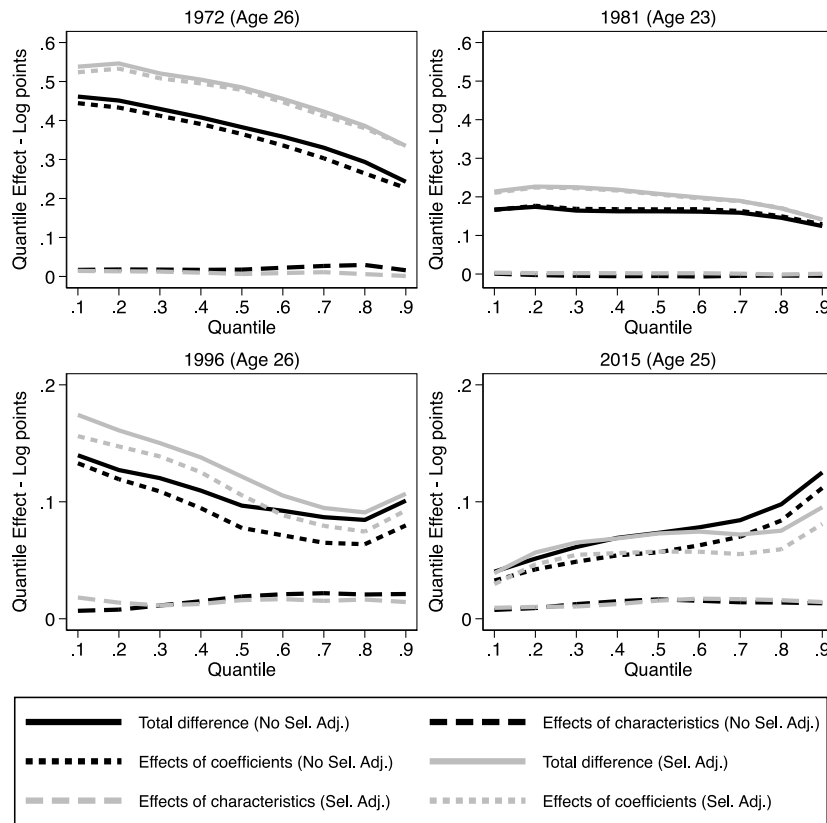 1972 (Age 26)
Quantile Effect - Log points
.6
.5
.4
.3
.2
.1
0
.1 .2 .3 .4 .5 .6 .7 .8 .9
Quantile
1981 (Age 23)
Quantile Effect - Log points
.6
.5
.4
.3
.2
.1
0
.1 .2 .3 .4 .5 .6 .7 .8 .9
Quantile
1996 (Age 26)
Quantile Effect - Log points
.2
.1
0
.1 .2 .3 .4 .5 .6 .7 .8 .9
Quantile
2015 (Age 25)
Quantile Effect - Log points
.2
.1
0
.1 .2 .3 .4 .5 .6 .7 .8 .9
Quantile
Total difference (No Sel. Adj.)
Effects of characteristics (No Sel. Adj.)
Effects of coefficients (No Sel. Adj.)
Total difference (Sel. Adj.)
Effects of characteristics (Sel. Adj.)
Effects of coefficients (Sel. Adj.)